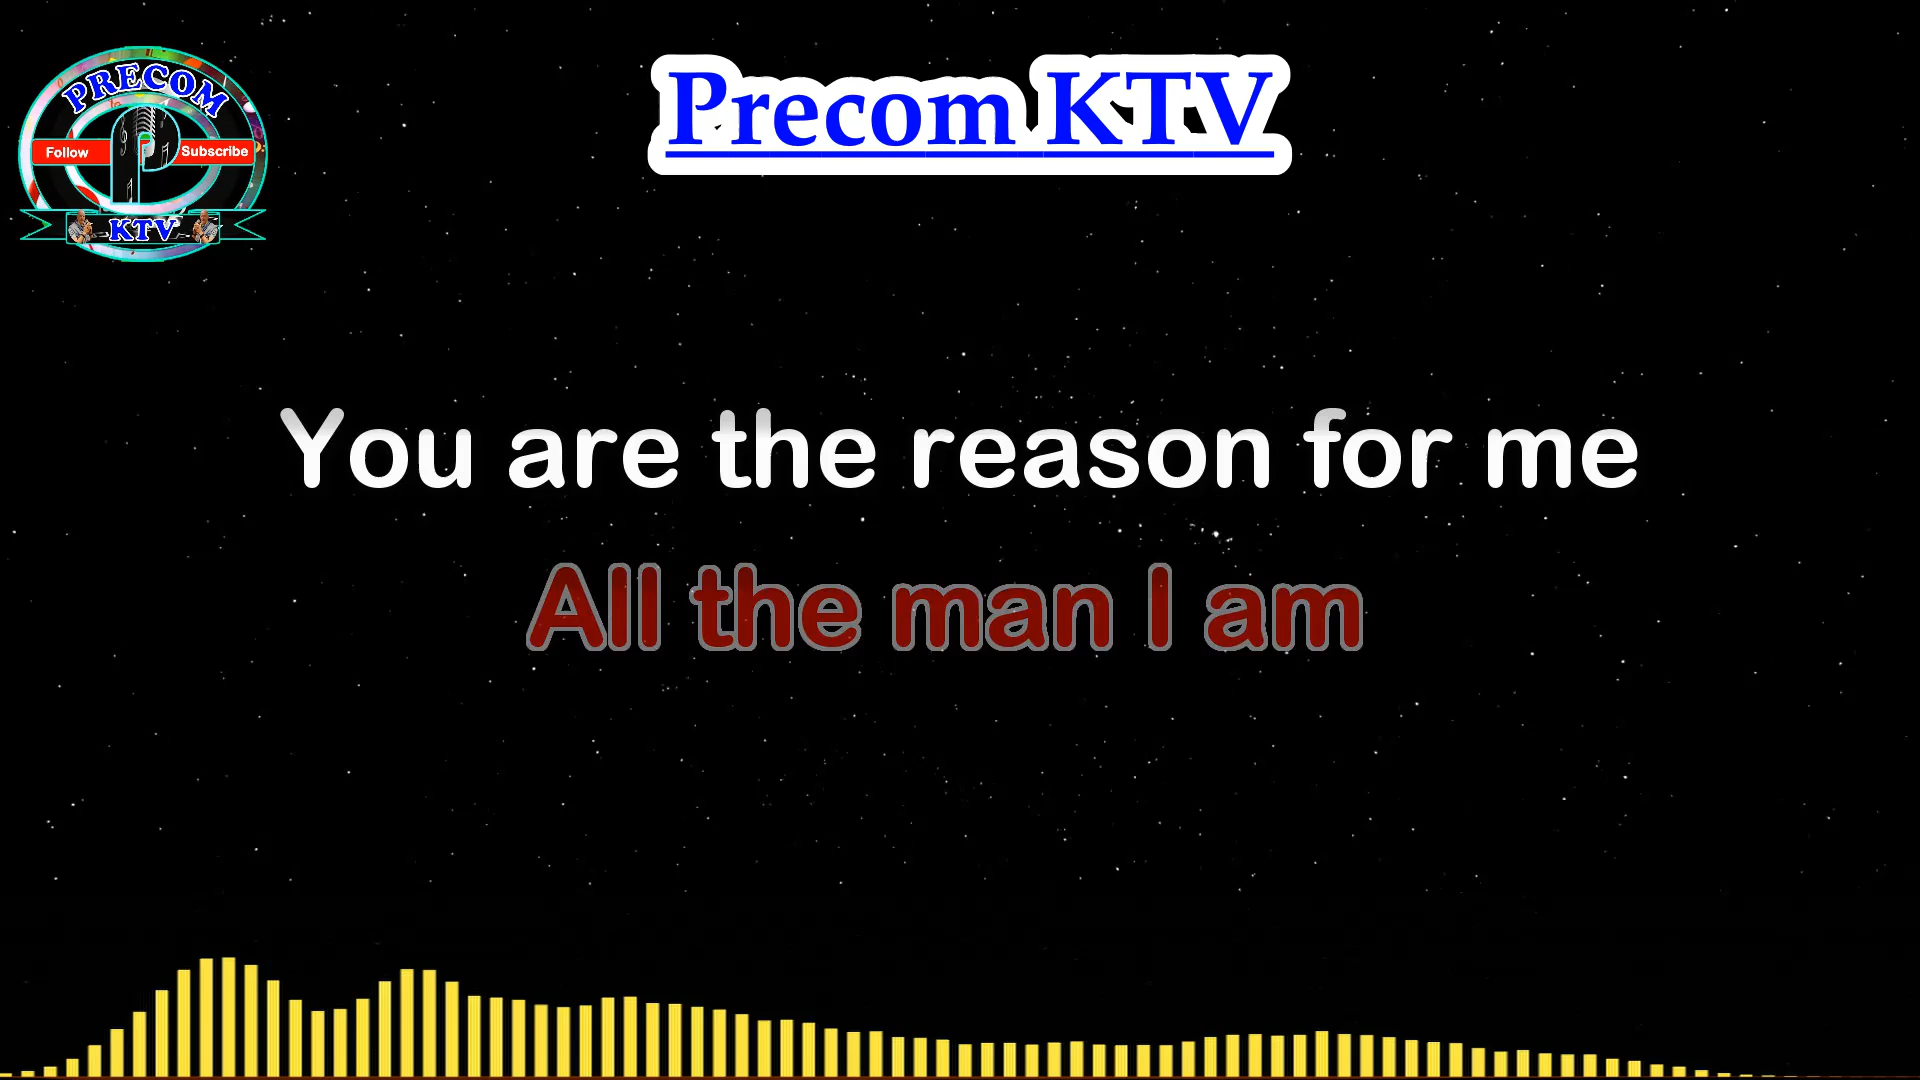 PRECOM
Follow
Subscribe
KTV
Precom KTV
You are the reason for me
All the man I am